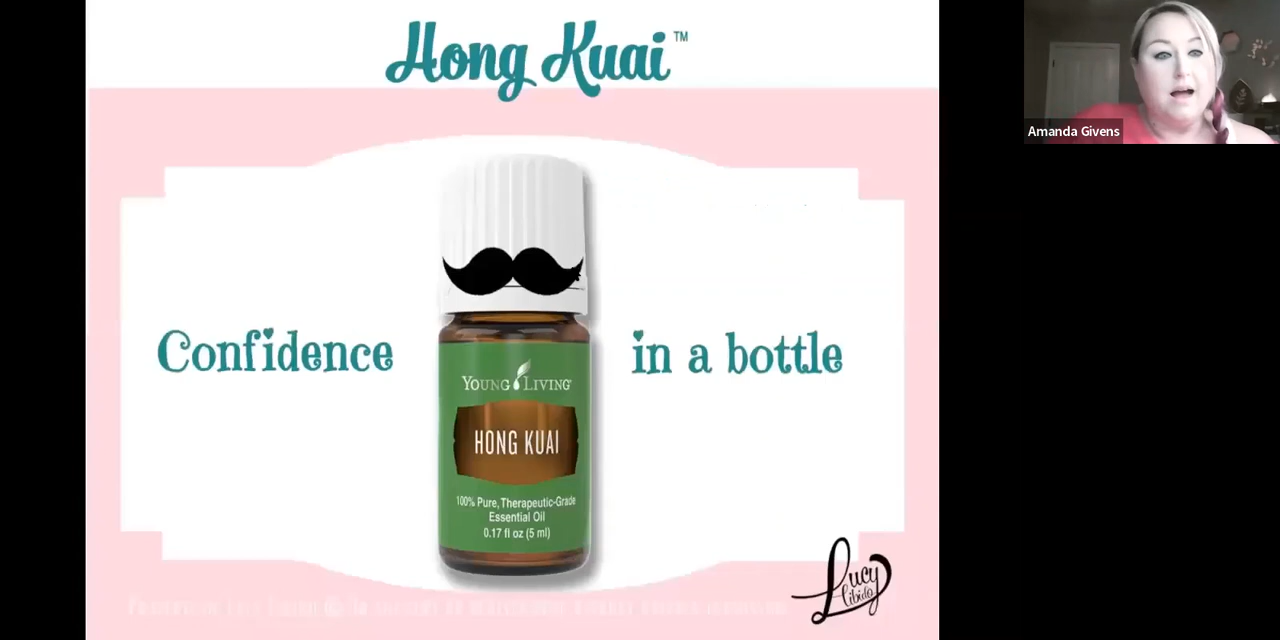 Hong Kuai™
Amanda Givens
Confidence
in a bottle
YOUNG LIVING®
HONG KUAI
100% Pure, Therapeutic-Grade
Essential Oil
0.17 fl oz (5 ml)
Lucy
libido